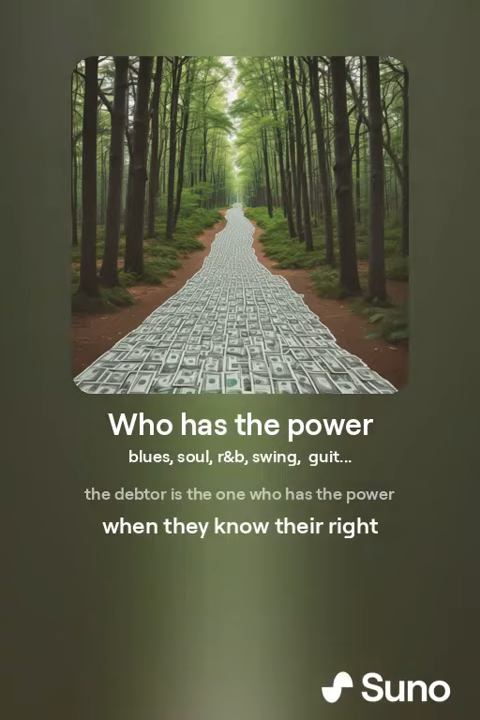 Who has the power
blues, soul, r&b, swing,  guit...
the debtor is the one who has the power
when they know their right
Suno